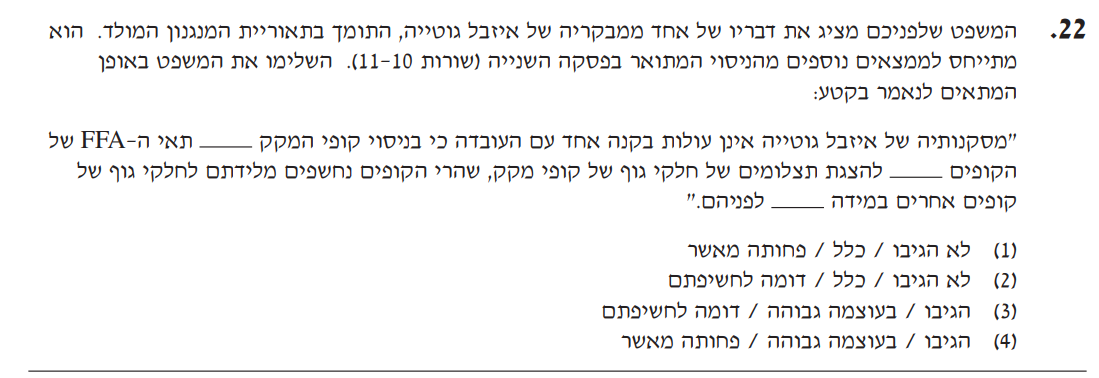 22. המשפט שלפניכם מציג את דבריו של אחד ממבקריה של איזבל גוטייה, התומך בתאוריית המנגנון המולד. הוא
מתייחס לממצאים נוספים מהניסוי המתואר בפסקה השנייה (שורות 10–11). השלימו את המשפט באופן
המתאים לנאמר בקטע:
"מסקנותיה של איזבל גוטייה אינן עולות בקנה אחד עם העובדה כי בניסוי קופי המקק _____ תאי ה-FFA של
הקופים _____ להצגת תצלומים של חלקי גוף של קופי מקק, שהרי הקופים נחשפים מלידתם לחלקי גוף של
קופים אחרים במידה _____ לפניהם."
(1) לא הגיבו / כלל / פחותה מאשר
(2) לא הגיבו / כלל / דומה לחשיפתם
(3) הגיבו / בעוצמה גבוהה / דומה לחשיפתם
(4) הגיבו / בעוצמה גבוהה / פחותה מאשר